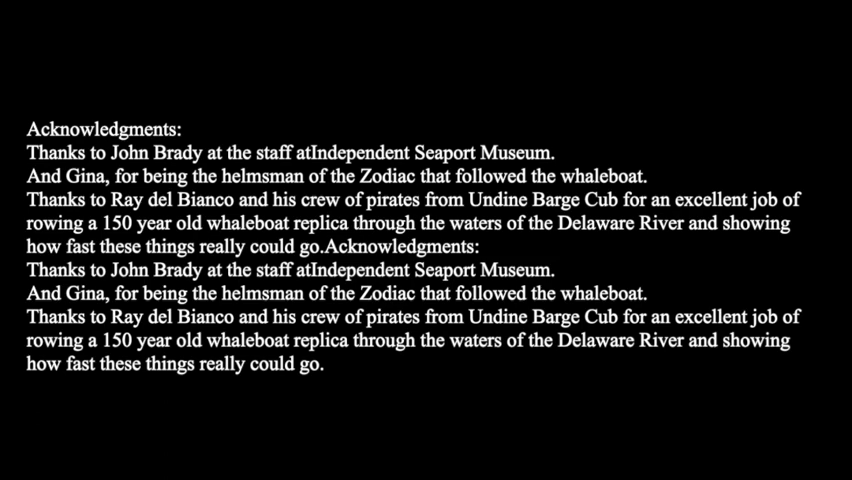 Acknowledgments:
Thanks to John Brady at the staff atIndependent Seaport Museum.
And Gina, for being the helmsman of the Zodiac that followed the whaleboat.
Thanks to Ray del Bianco and his crew of pirates from Undine Barge Cub for an excellent job of
rowing a 150 year old whaleboat replica through the waters of the Delaware River and showing
how fast these things really could go.Acknowledgments:
Thanks to John Brady at the staff atIndependent Seaport Museum.
And Gina, for being the helmsman of the Zodiac that followed the whaleboat.
Thanks to Ray del Bianco and his crew of pirates from Undine Barge Cub for an excellent job of
rowing a 150 year old whaleboat replica through the waters of the Delaware River and showing
how fast these things really could go.